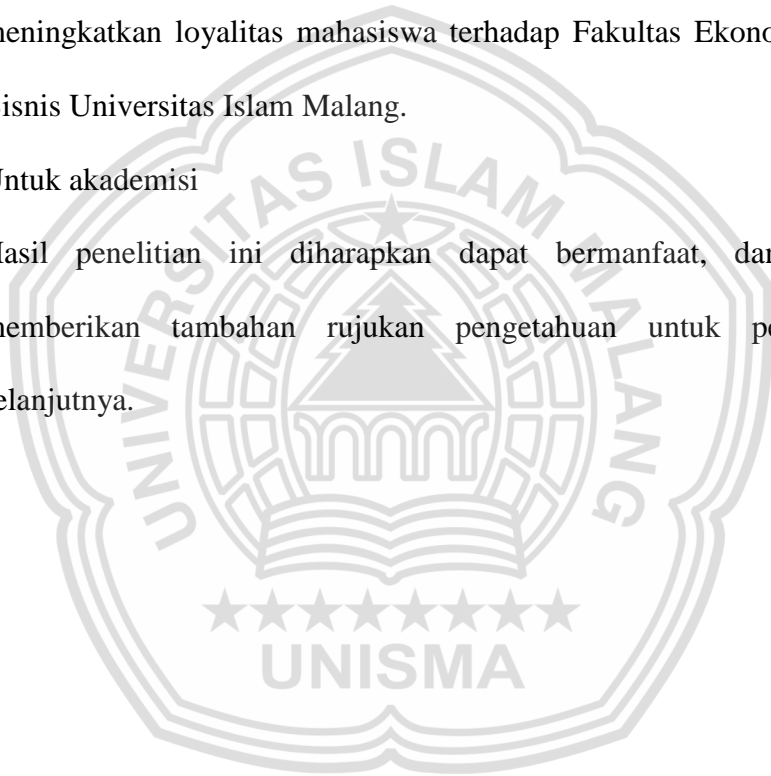 meningkatkan loyalitas mahasiswa terhadap Fakultas Ekono
Bisnis Universitas Islam Malang.
Untuk akademisi
Hasil penelitian ini diharapkan dapat bermanfaat, dan
memberikan tambahan rujukan pengetahuan untuk pe
selanjutnya.
UNIVERSITAS ISLAM MALANG
UNISMA